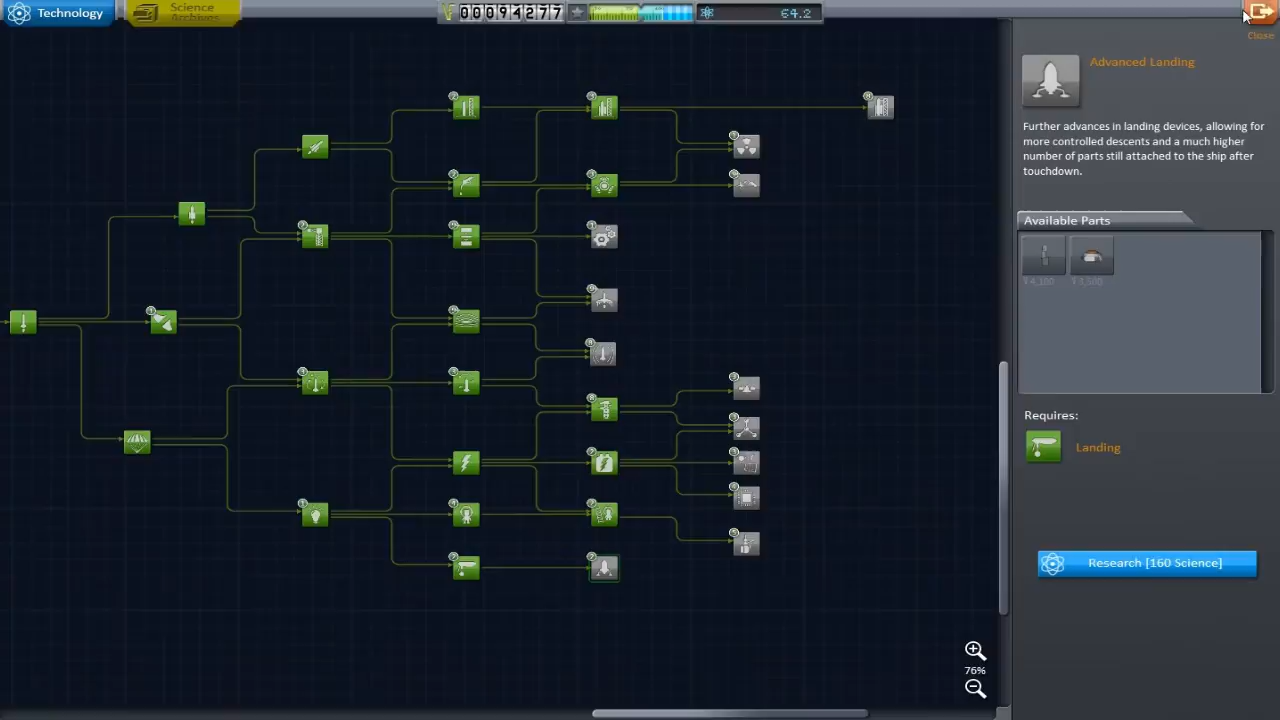 Technology
Science
Archives
00094277
64.2
Close
Advanced Landing
Further advances in landing devices, allowing for
more controlled descents and a much higher
number of parts still attached to the ship after
touchdown.
Available Parts
Requires:
Landing
Research [160 Science]
76%